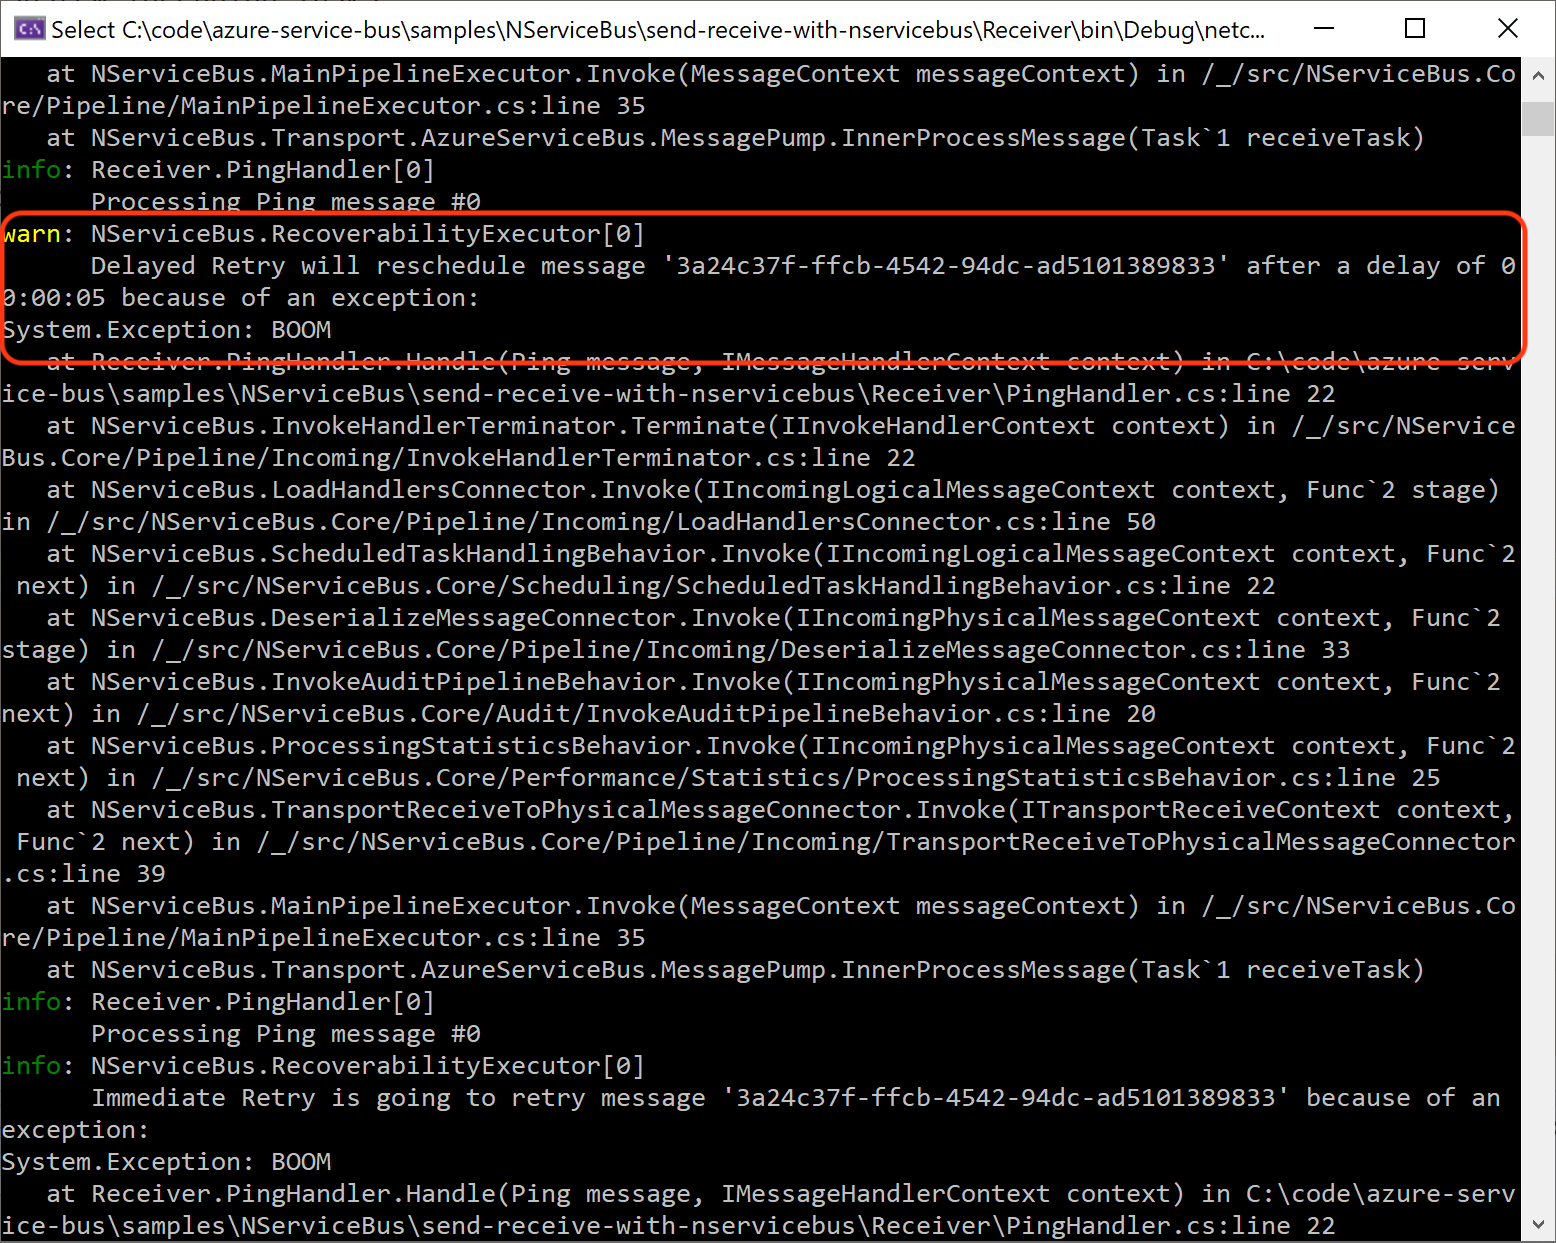 Select C:\code\azure-service-bus\samples\NServiceBus\send-receive-with-nservicebus\Receiver\bin\Debug\netc...
   at NServiceBus.MainPipelineExecutor.Invoke(MessageContext messageContext) in /_/src/NServiceBus.Co
re/Pipeline/MainPipelineExecutor.cs:line 35
   at NServiceBus.Transport.AzureServiceBus.MessagePump.InnerProcessMessage(Task`1 receiveTask)
info: Receiver.PingHandler[0]
      Processing Ping message #0
warn: NServiceBus.RecoverabilityExecutor[0]
      Delayed Retry will reschedule message '3a24c37f-ffcb-4542-94dc-ad5101389833' after a delay of 0
0:00:05 because of an exception:
System.Exception: BOOM
   at Receiver.PingHandler.Handle(Ping message, IMessageHandlerContext context) in C:\code\azure-serv
ice-bus\samples\NServiceBus\send-receive-with-nservicebus\Receiver\PingHandler.cs:line 22
   at NServiceBus.InvokeHandlerTerminator.Terminate(IInvokeHandlerContext context) in /_/src/NService
Bus.Core/Pipeline/Incoming/InvokeHandlerTerminator.cs:line 22
   at NServiceBus.LoadHandlersConnector.Invoke(IIncomingLogicalMessageContext context, Func`2 stage)
in /_/src/NServiceBus.Core/Pipeline/Incoming/LoadHandlersConnector.cs:line 50
   at NServiceBus.ScheduledTaskHandlingBehavior.Invoke(IIncomingLogicalMessageContext context, Func`2
 next) in /_/src/NServiceBus.Core/Scheduling/ScheduledTaskHandlingBehavior.cs:line 22
   at NServiceBus.DeserializeMessageConnector.Invoke(IIncomingPhysicalMessageContext context, Func`2
stage) in /_/src/NServiceBus.Core/Pipeline/Incoming/DeserializeMessageConnector.cs:line 33
   at NServiceBus.InvokeAuditPipelineBehavior.Invoke(IIncomingPhysicalMessageContext context, Func`2
next) in /_/src/NServiceBus.Core/Audit/InvokeAuditPipelineBehavior.cs:line 20
   at NServiceBus.ProcessingStatisticsBehavior.Invoke(IIncomingPhysicalMessageContext context, Func`2
 next) in /_/src/NServiceBus.Core/Performance/Statistics/ProcessingStatisticsBehavior.cs:line 25
   at NServiceBus.TransportReceiveToPhysicalMessageConnector.Invoke(ITransportReceiveContext context,
 Func`2 next) in /_/src/NServiceBus.Core/Pipeline/Incoming/TransportReceiveToPhysicalMessageConnector
.cs:line 39
   at NServiceBus.MainPipelineExecutor.Invoke(MessageContext messageContext) in /_/src/NServiceBus.Co
re/Pipeline/MainPipelineExecutor.cs:line 35
   at NServiceBus.Transport.AzureServiceBus.MessagePump.InnerProcessMessage(Task`1 receiveTask)
info: Receiver.PingHandler[0]
      Processing Ping message #0
info: NServiceBus.RecoverabilityExecutor[0]
      Immediate Retry is going to retry message '3a24c37f-ffcb-4542-94dc-ad5101389833' because of an
exception:
System.Exception: BOOM
   at Receiver.PingHandler.Handle(Ping message, IMessageHandlerContext context) in C:\code\azure-serv
ice-bus\samples\NServiceBus\send-receive-with-nservicebus\Receiver\PingHandler.cs:line 22